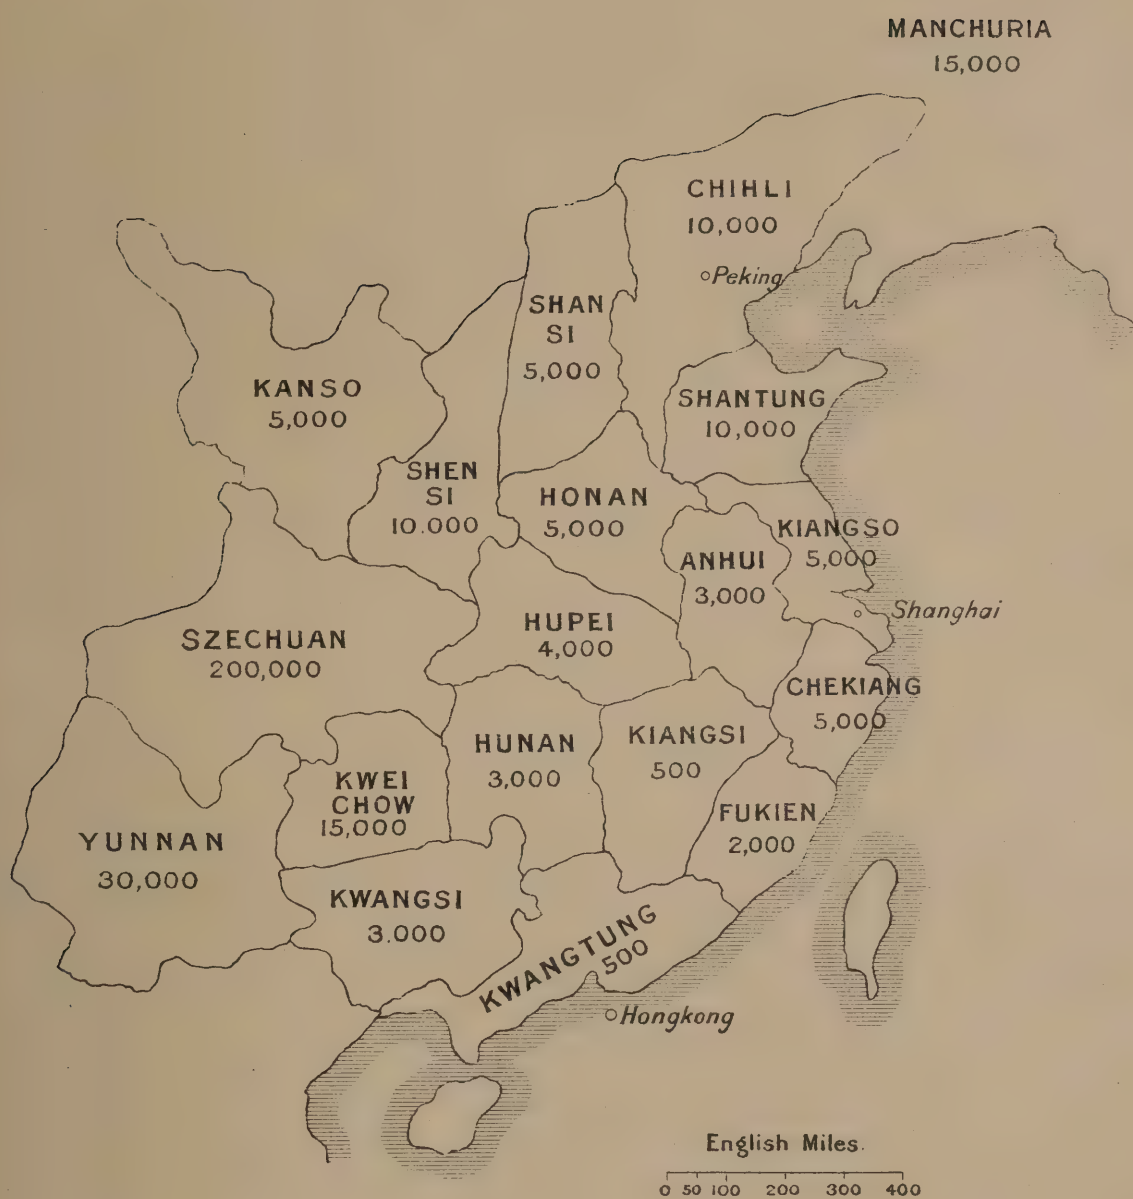 MANCHURIA
15,000
CHIHLI
10,000
Peking
SHAN
SI
5,000
KANSO
5,000
SHANTUNG
10,000
SHEN
SI
10.000
HONAN
5,000
KIANGSO
5,000
ANHUI
3,000
Shanghai
HUPEI
4,000
SZECHUAN
200,000
CHEKIANG
5,000
HUNAN
3,000
KIANGSI
500
KWEI
CHOW
15,000
FUKIEN
2,000
YUNNAN
30,000
KWANGSI
3.000
KWANGTUNG
500
Hongkong
English Miles.
0 50 100 200 300 400